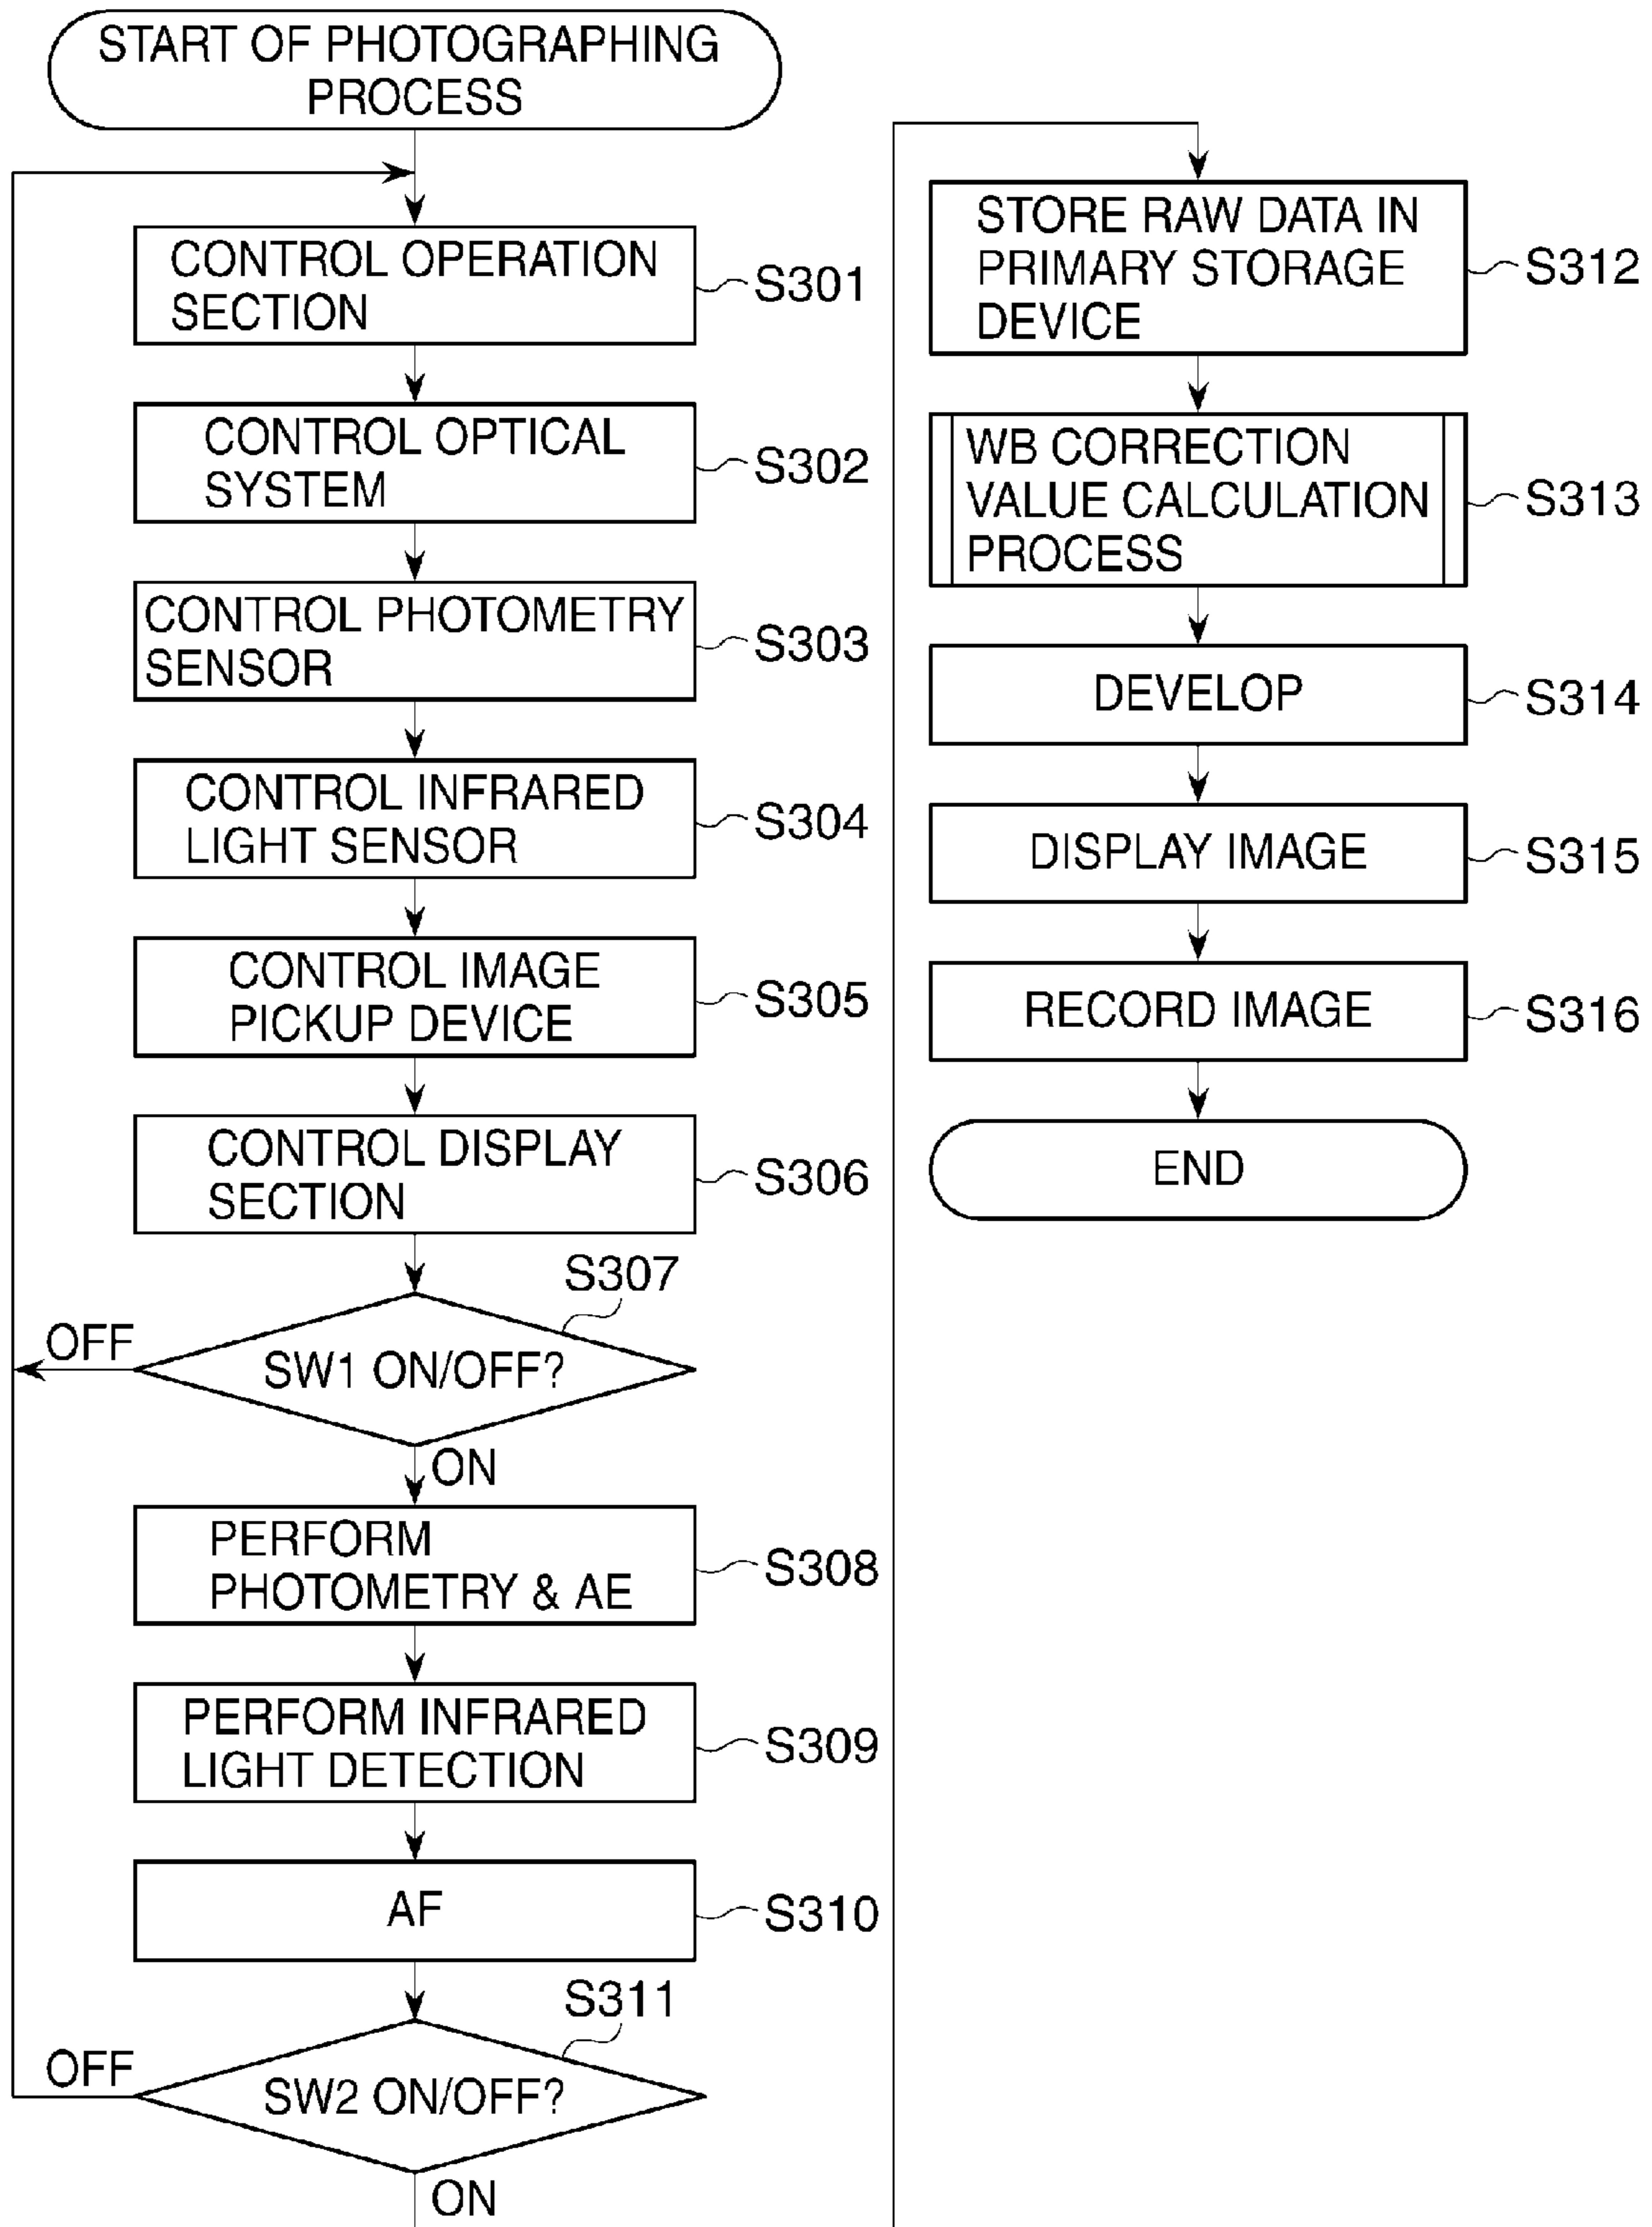 START OF PHOTOGRAPHING
PROCESS
CONTROL OPERATION
SECTION
S301
CONTROL OPTICAL
SYSTEM
S302
CONTROL PHOTOMETRY
SENSOR
S303
CONTROL INFRARED
LIGHT SENSOR
S304
CONTROL IMAGE
PICKUP DEVICE
S305
CONTROL DISPLAY
SECTION
S306
S307
OFF
SW1 ON/OFF?
ON
PERFORM
PHOTOMETRY & AE
S308
PERFORM INFRARED
LIGHT DETECTION
S309
AF
S310
S311
OFF
SW2 ON/OFF?
ON
STORE RAW DATA IN
PRIMARY STORAGE
DEVICE
S312
WB CORRECTION
VALUE CALCULATION
PROCESS
S313
DEVELOP
S314
DISPLAY IMAGE
S315
RECORD IMAGE
S316
END